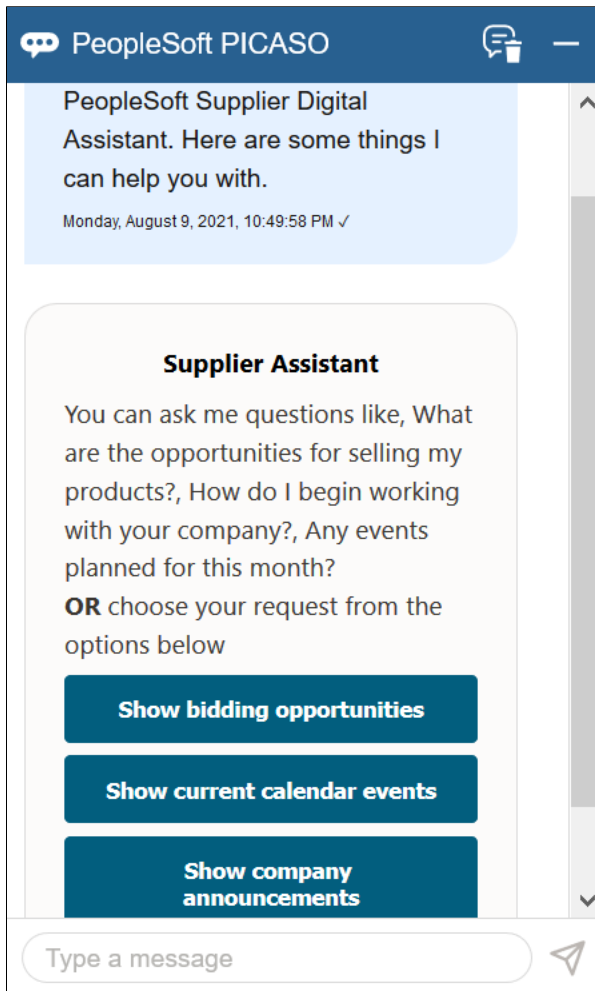 PeopleSoft PICASO
PeopleSoft Supplier Digital
Assistant. Here are some things I
can help you with.
Monday, August 9, 2021, 10:49:58 PM ✓
Supplier Assistant
You can ask me questions like, What
are the opportunities for selling my
products?, How do I begin working
with your company?, Any events
planned for this month?
OR choose your request from the
options below
Show bidding opportunities
Show current calendar events
Show company
announcements
Type a message